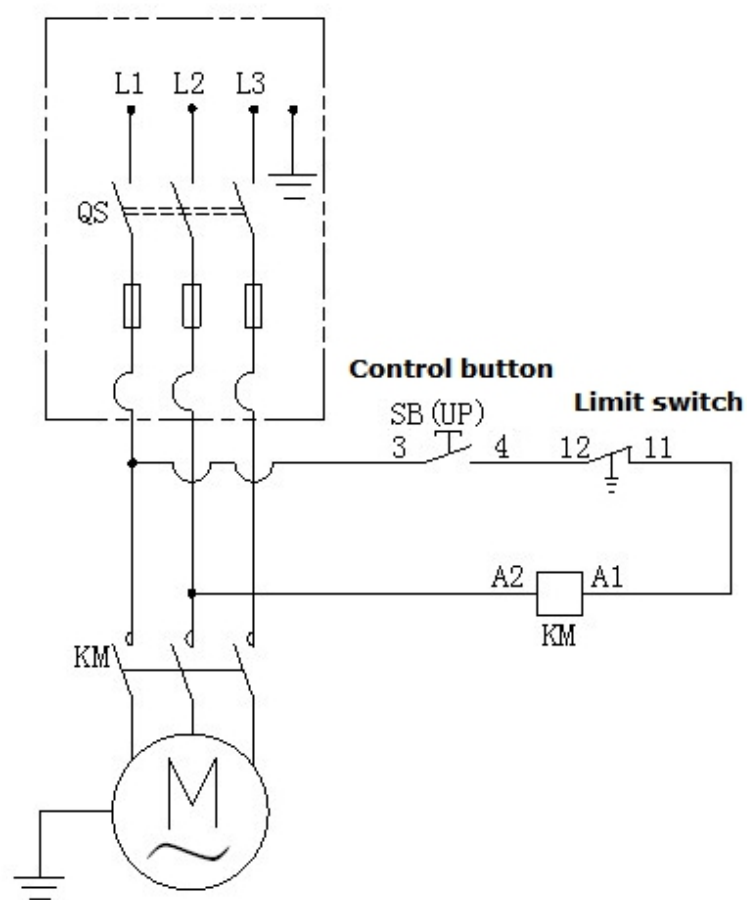 L1 L2 L3
QS
Control button
SB(UP)
Limit switch
3 4 12 11
A2 A1
KM
KM
M